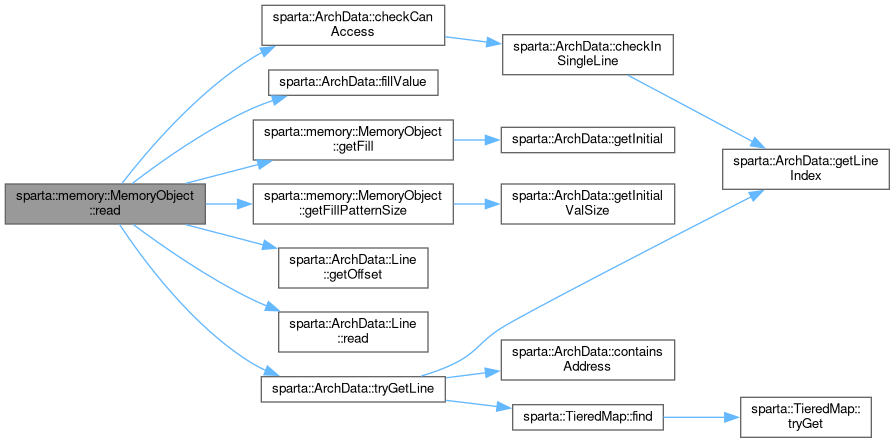 sparta::ArchData::checkCan
Access
sparta::ArchData::checkIn
SingleLine
sparta::ArchData::fillValue
sparta::memory::MemoryObject
::getFill
sparta::ArchData::getInitial
sparta::ArchData::getLine
Index
sparta::memory::MemoryObject
::read
sparta::memory::MemoryObject
::getFillPatternSize
sparta::ArchData::getInitial
ValSize
sparta::ArchData::Line
::getOffset
sparta::ArchData::Line
::read
sparta::ArchData::contains
Address
sparta::ArchData::tryGetLine
sparta::TieredMap::find
sparta::TieredMap::
tryGet